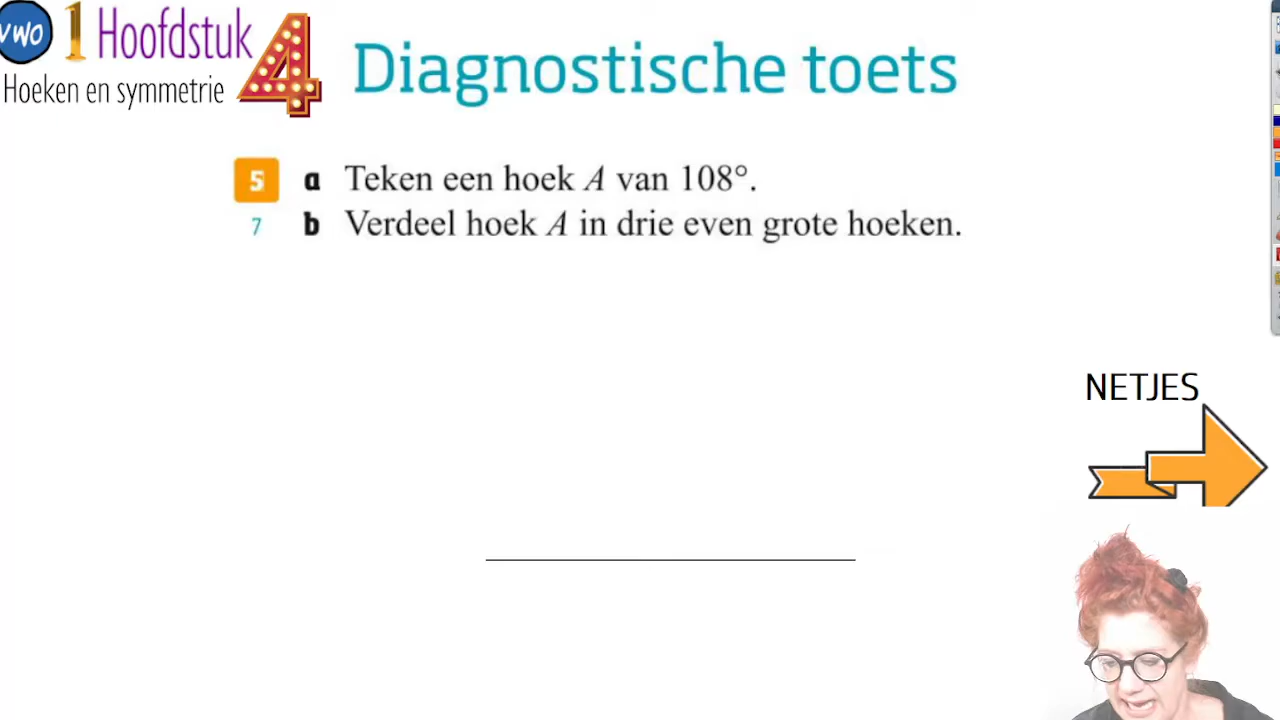 VWO 1 Hoofdstuk 4
Hoeken en symmetrie
Diagnostische toets
5 a Teken een hoek A van 108°.
7 b Verdeel hoek A in drie even grote hoeken.
NETJES